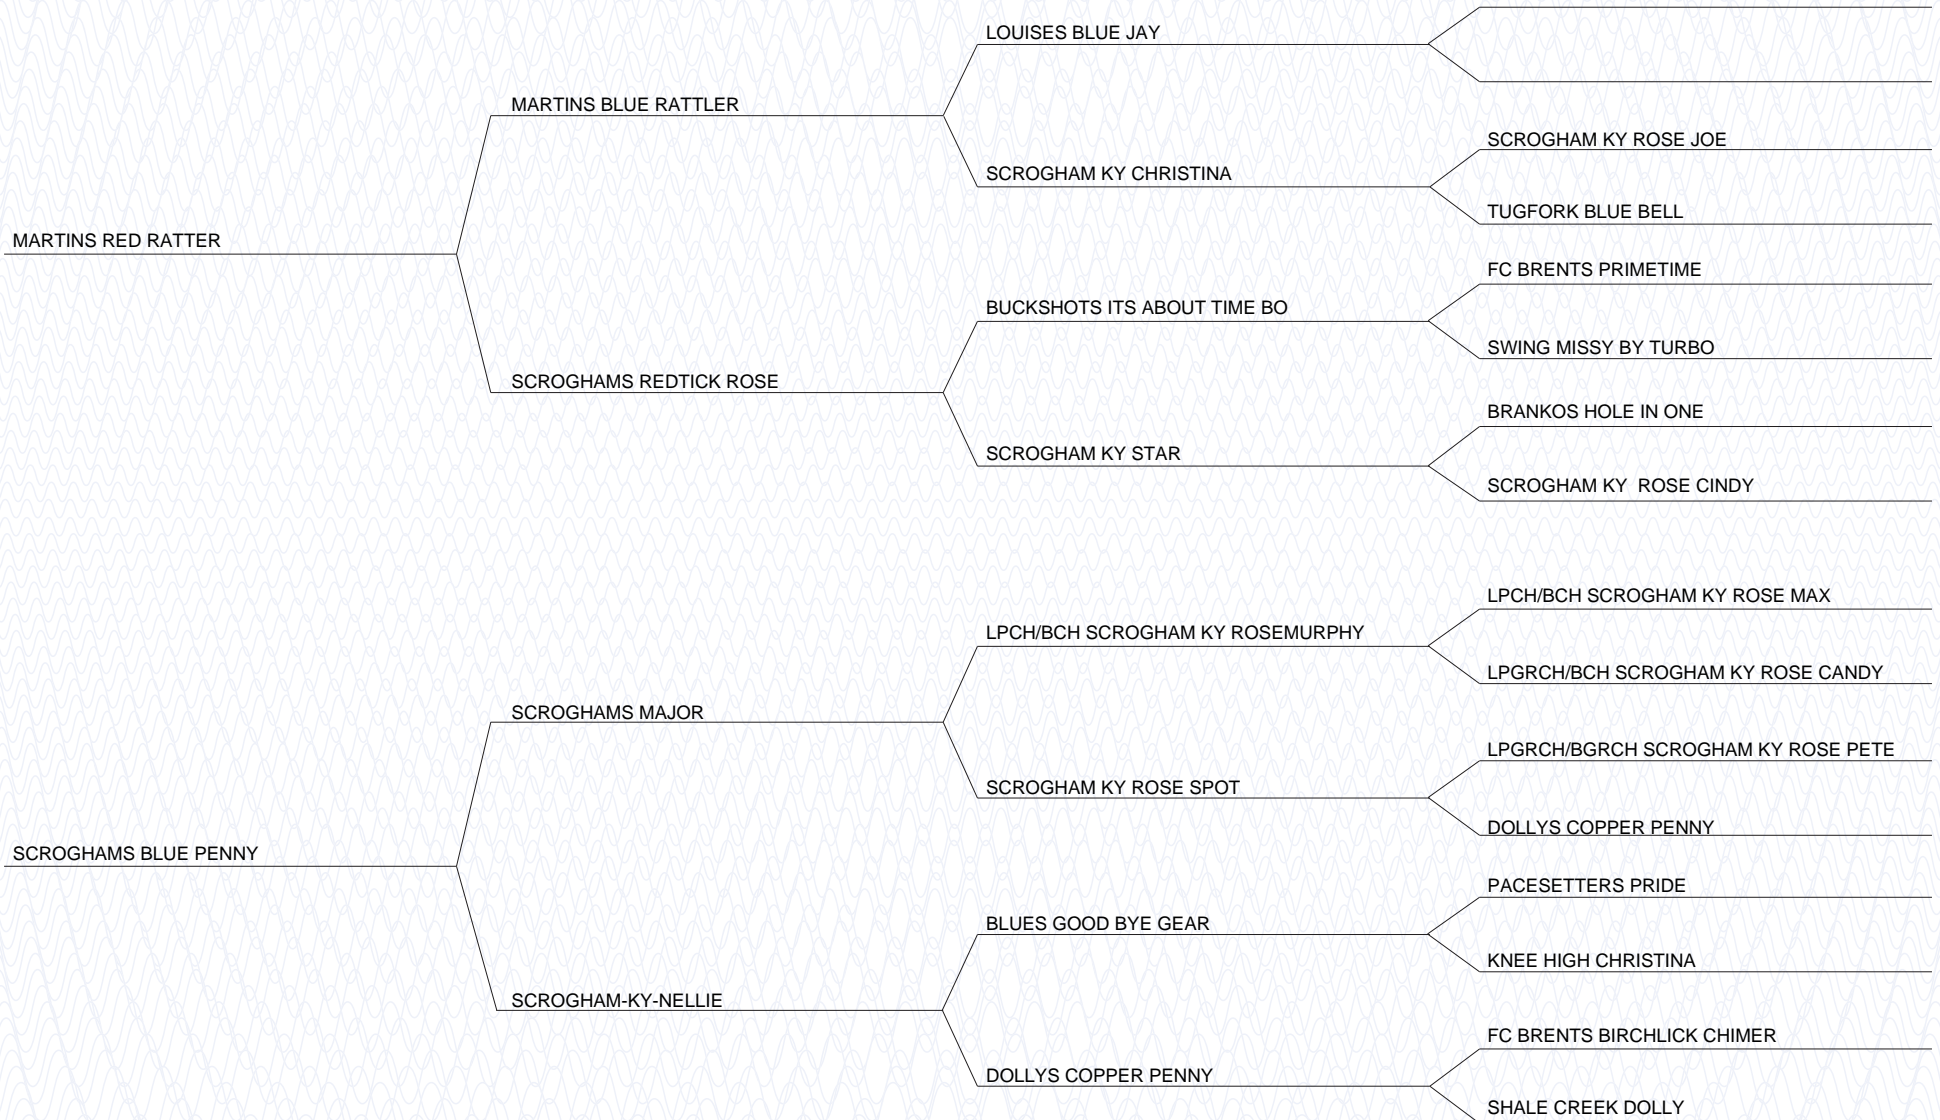 LOUISES BLUE JAY
MARTINS BLUE RATTLER
SCROGHAM KY ROSE JOE
SCROGHAM KY CHRISTINA
TUGFORK BLUE BELL
MARTINS RED RATTER
FC BRENTS PRIMETIME
BUCKSHOTS ITS ABOUT TIME BO
SWING MISSY BY TURBO
SCROGHAMS REDTICK ROSE
BRANKOS HOLE IN ONE
SCROGHAM KY STAR
SCROGHAM KY  ROSE CINDY
LPCH/BCH SCROGHAM KY ROSE MAX
LPCH/BCH SCROGHAM KY ROSEMURPHY
LPGRCH/BCH SCROGHAM KY ROSE CANDY
SCROGHAMS MAJOR
LPGRCH/BGRCH SCROGHAM KY ROSE PETE
SCROGHAM KY ROSE SPOT
DOLLYS COPPER PENNY
SCROGHAMS BLUE PENNY
PACESETTERS PRIDE
BLUES GOOD BYE GEAR
KNEE HIGH CHRISTINA
SCROGHAM-KY-NELLIE
FC BRENTS BIRCHLICK CHIMER
DOLLYS COPPER PENNY
SHALE CREEK DOLLY